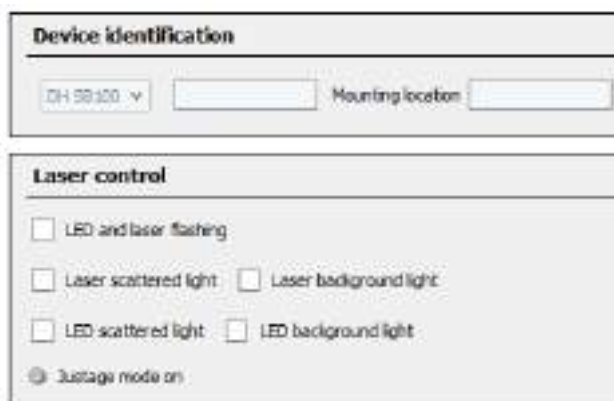 Device identification
DH SB100 Mounting location
Laser control
LED and laser flashing
Laser scattered light Laser background light
LED scattered light LED background light
Justage mode on